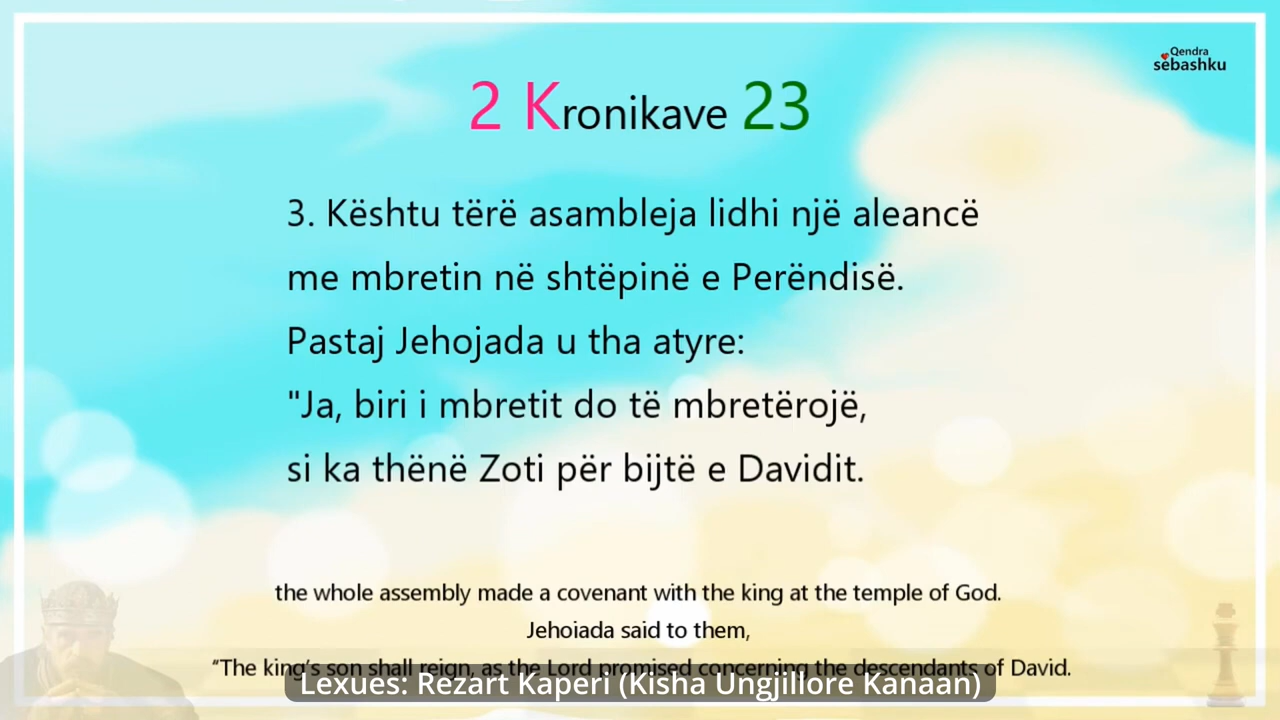 Qendra
sëbashku
2 Kronikave 23
3. Kështu tërë asambleja lidhi një aleancë
me mbretin në shtëpinë e Perëndisë.
Pastaj Jehojada u tha atyre:
"Ja, biri i mbretit do të mbretërojë,
si ka thënë Zoti për bijtë e Davidit.
the whole assembly made a covenant with the king at the temple of God.
Jehoiada said to them,
“The king’s son shall reign, as the Lord promised concerning the descendants of David.
Lexues: Rezart Kaperi (Kisha Ungjillore Kanaan)